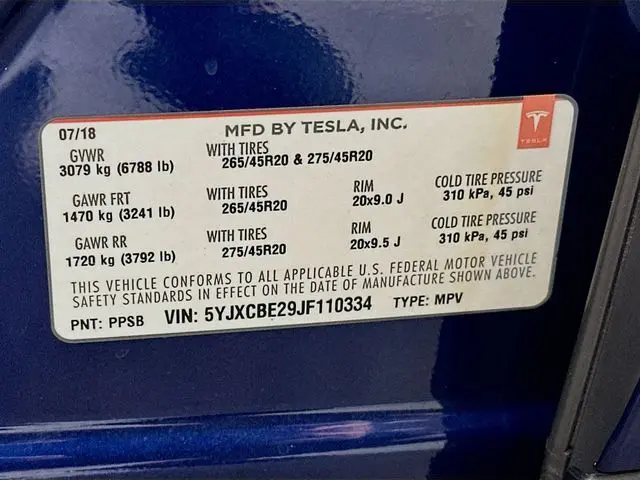 07/18 MFD BY TESLA, INC.
TESLA
GVWR WITH TIRES
3079 kg (6788 lb) 265/45R20 & 275/45R20
GAWR FRT WITH TIRES RIM COLD TIRE PRESSURE
1470 kg (3241 lb) 265/45R20 20x9.0 J 310 kPa, 45 psi
GAWR RR WITH TIRES RIM COLD TIRE PRESSURE
1720 kg (3792 lb) 275/45R20 20x9.5 J 310 kPa, 45 psi
THIS VEHICLE CONFORMS TO ALL APPLICABLE U.S. FEDERAL MOTOR VEHICLE
SAFETY STANDARDS IN EFFECT ON THE DATE OF MANUFACTURE SHOWN ABOVE.
PNT: PPSB VIN: 5YJXCBE29JF110334 TYPE: MPV